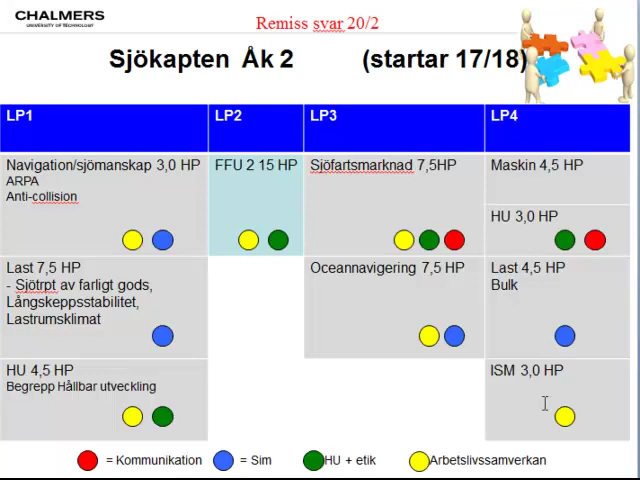 CHALMERS
UNIVERSITY OF TECHNOLOGY
Remiss svar 20/2
Sjökapten Åk 2 (startar 17/18)
LP1
LP2
LP3
LP4
Navigation/sjömanskap 3,0 HP
ARPA
Anti-collision
FFU 2 15 HP
Sjöfartsmarknad 7,5HP
Maskin 4,5 HP
HU 3,0 HP
Last 7,5 HP
- Sjötrpt av farligt gods,
Långskeppsstabilitet,
Lastrumsklimat
Oceannavigering 7,5 HP
Last 4,5 HP
Bulk
HU 4,5 HP
Begrepp Hållbar utveckling
ISM 3,0 HP
= Kommunikation
= Sim
HU + etik
Arbetslivssamverkan